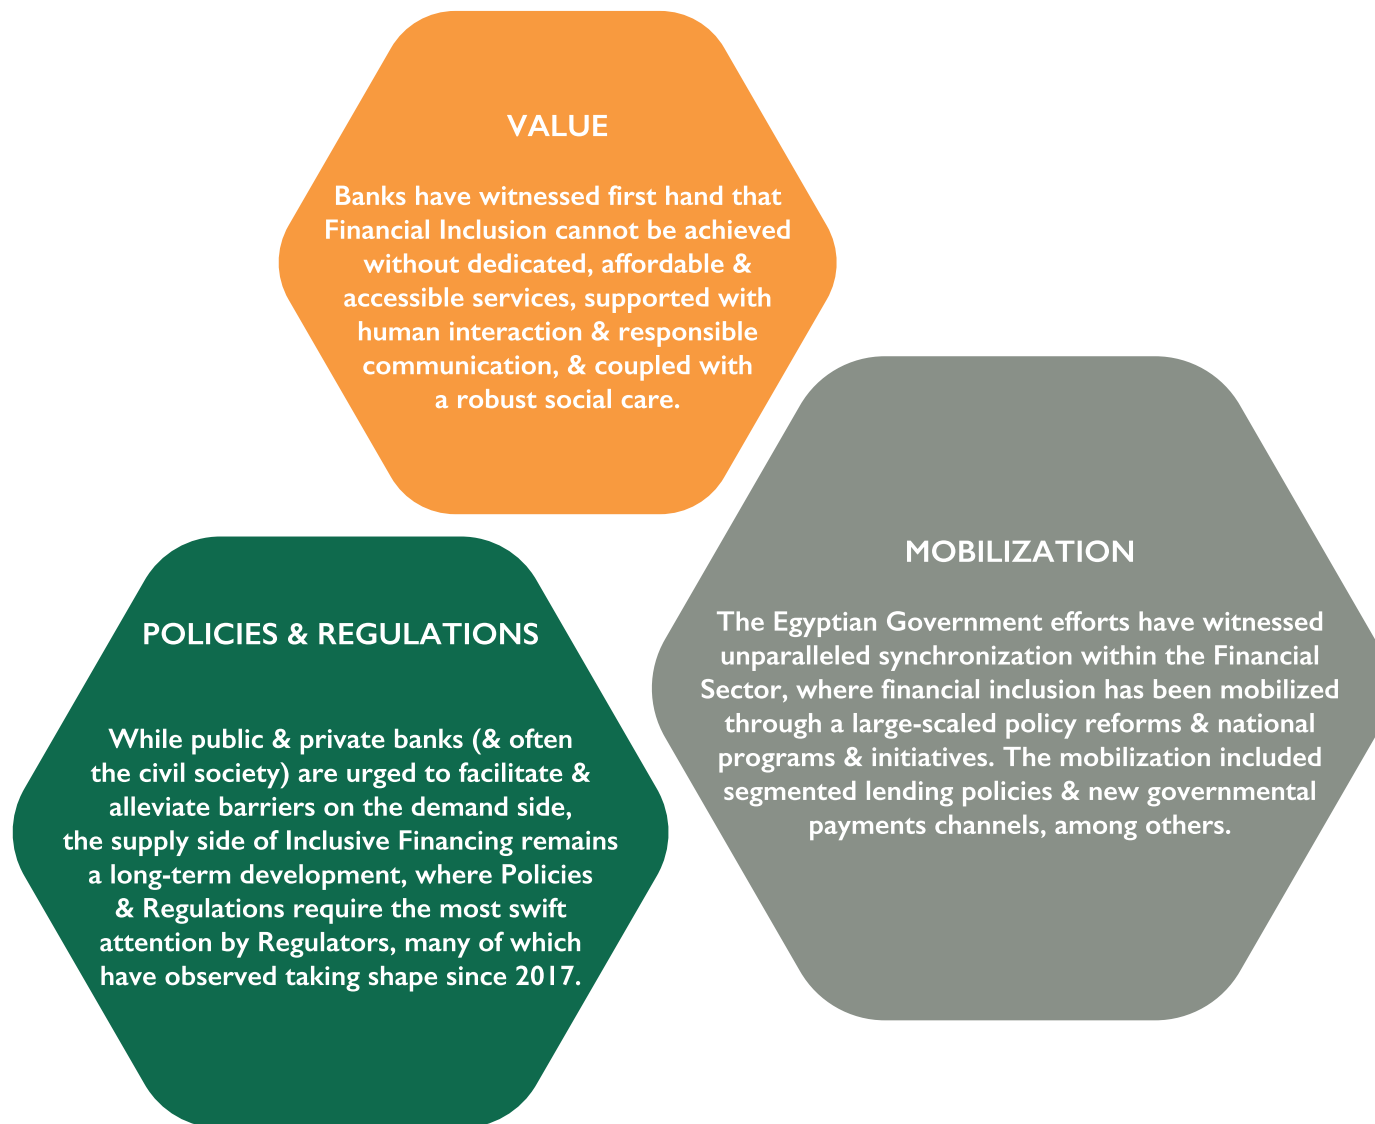 VALUE
Banks have witnessed first hand that
Financial Inclusion cannot be achieved
without dedicated, affordable &
accessible services, supported with
human interaction & responsible
communication, & coupled with
a robust social care.
MOBILIZATION
The Egyptian Government efforts have witnessed
unparalleled synchronization within the Financial
Sector, where financial inclusion has been mobilized
through a large-scaled policy reforms & national
programs & initiatives. The mobilization included
segmented lending policies & new governmental
payments channels, among others.
POLICIES & REGULATIONS
While public & private banks (& often
the civil society) are urged to facilitate &
alleviate barriers on the demand side,
the supply side of Inclusive Financing remains
a long-term development, where Policies
& Regulations require the most swift
attention by Regulators, many of which
have observed taking shape since 2017.